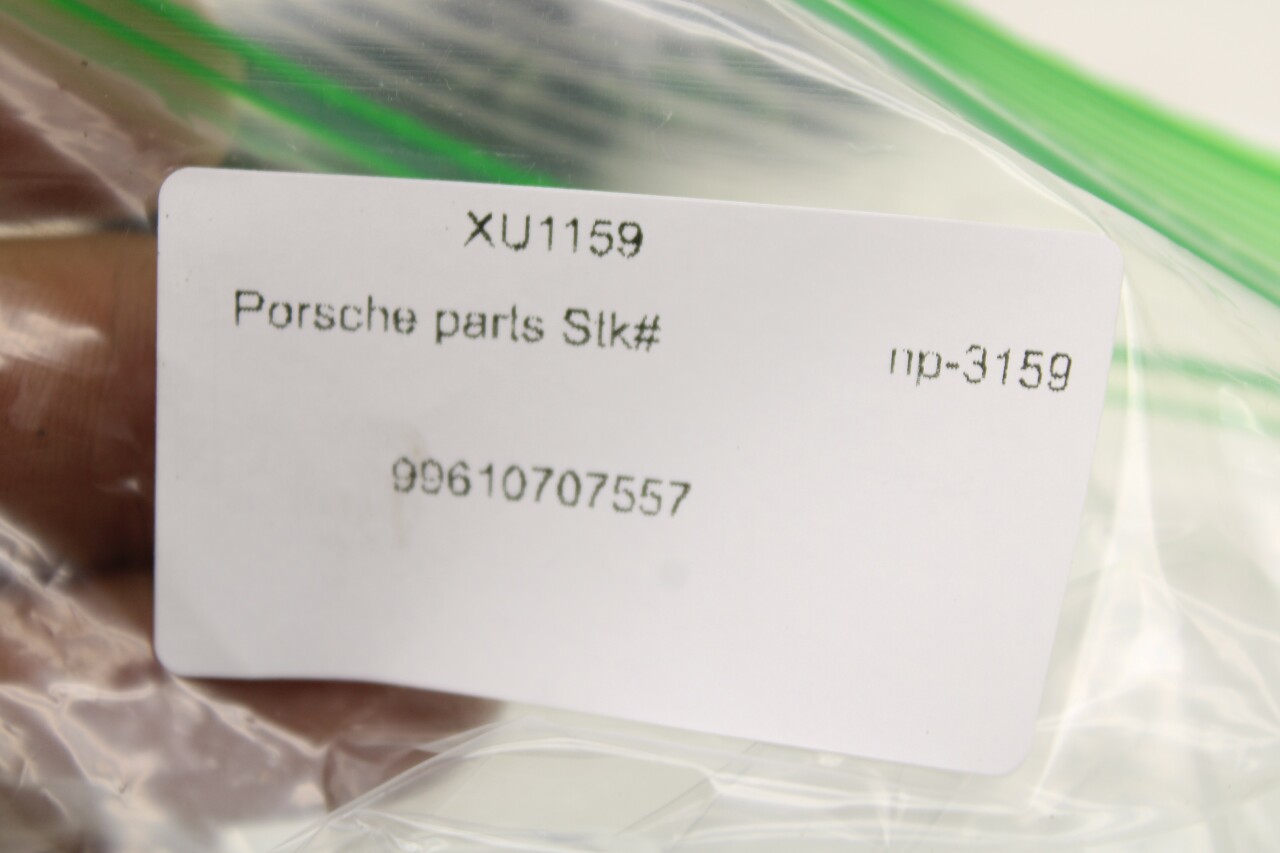 XU1159
Porsche parts Stk#
np-3159
99610707557